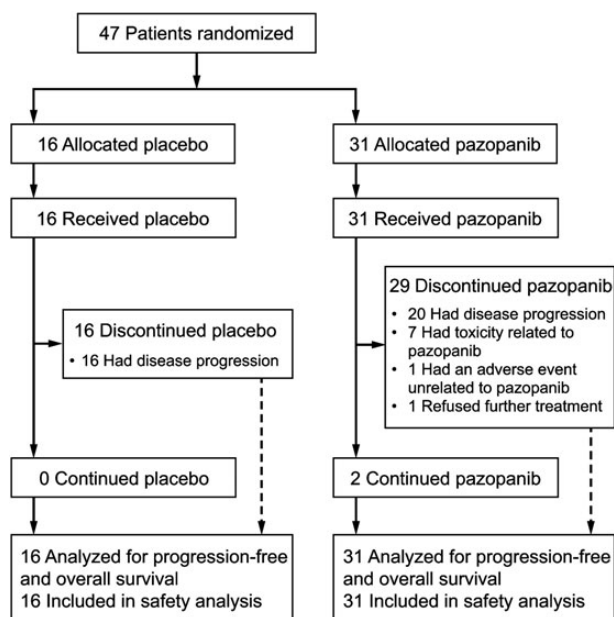 47 Patients randomized
16 Allocated placebo
31 Allocated pazopanib
16 Received placebo
31 Received pazopanib
16 Discontinued placebo
• 16 Had disease progression
29 Discontinued pazopanib
• 20 Had disease progression
• 7 Had toxicity related to
pazopanib
• 1 Had an adverse event
unrelated to pazopanib
• 1 Refused further treatment
0 Continued placebo
2 Continued pazopanib
16 Analyzed for progression-free
and overall survival
16 Included in safety analysis
31 Analyzed for progression-free
and overall survival
31 Included in safety analysis